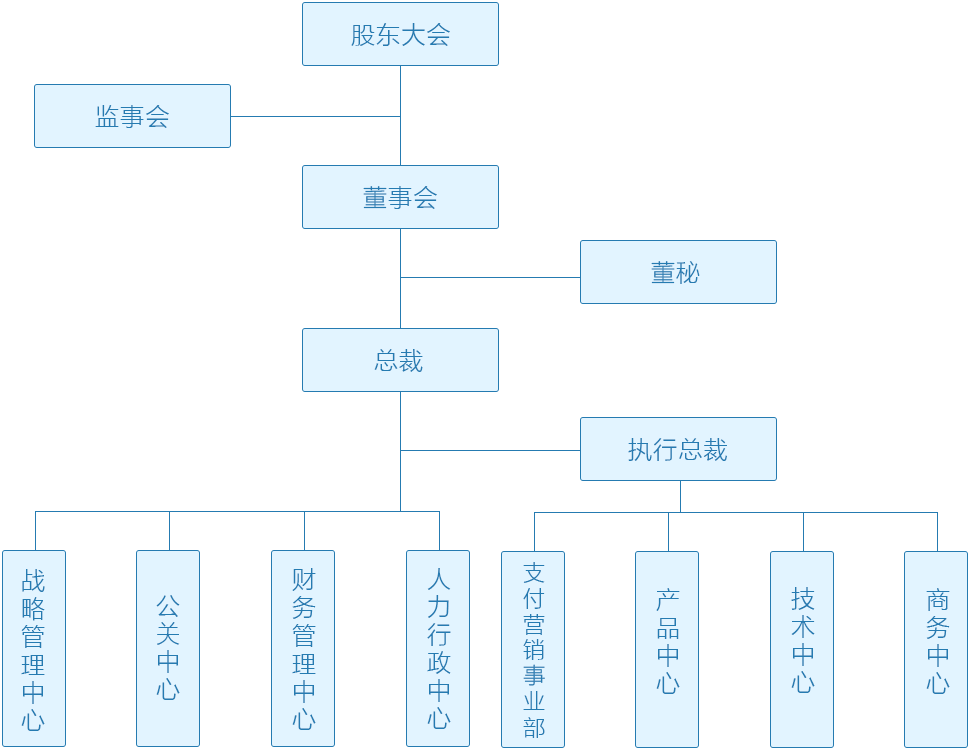 股东大会
监事会
董事会
董秘
总裁
执行总裁
战略管理中心
公关中心
财务管理中心
人力行政中心
支付营销事业部
产品中心
技术中心
商务中心